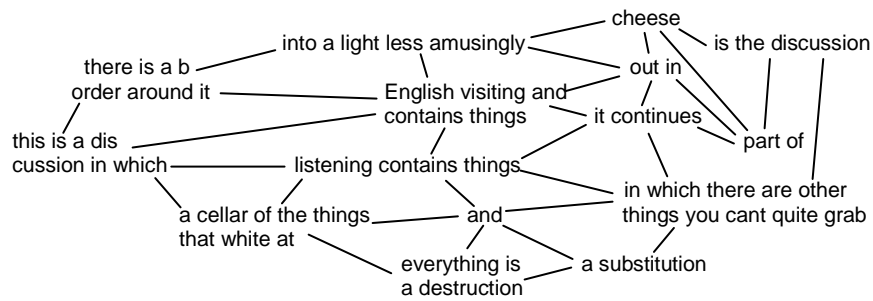 cheese
into a light less amusingly
is the discussion
there is a b
order around it
out in
English visiting and
contains things
it continues
this is a dis
cussion in which
part of
listening contains things
in which there are other
things you cant quite grab
a cellar of the things
that white at
and
everything is
a destruction
a substitution